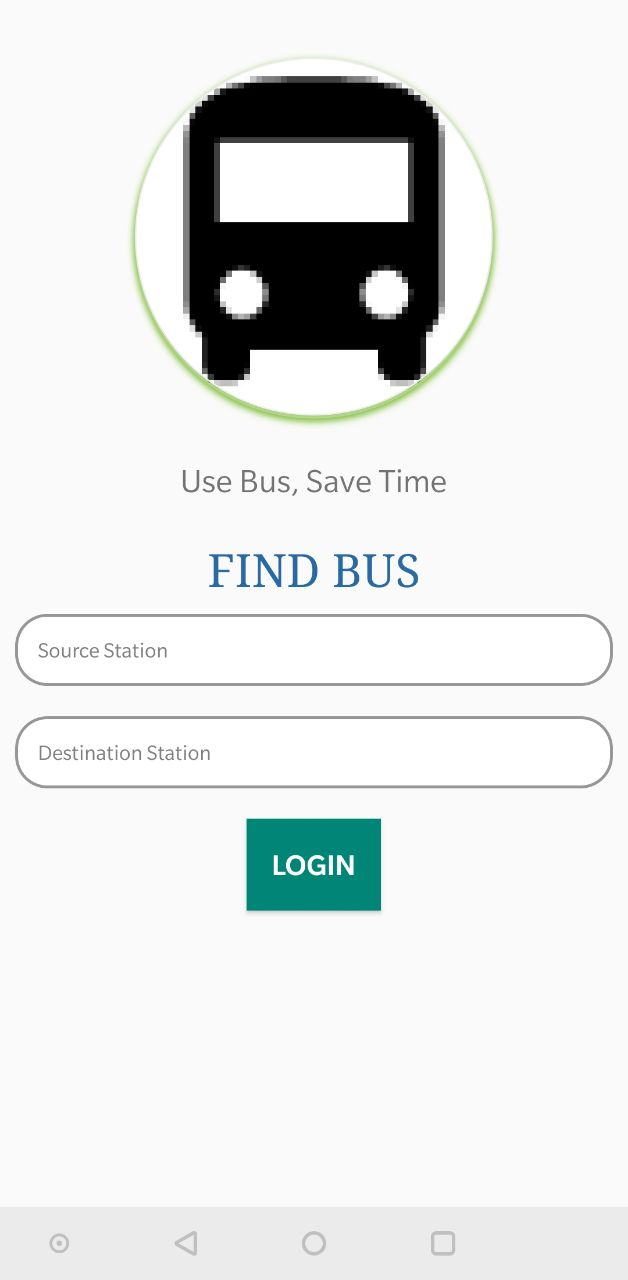 Use Bus, Save Time
FIND BUS
Source Station
Destination Station
LOGIN